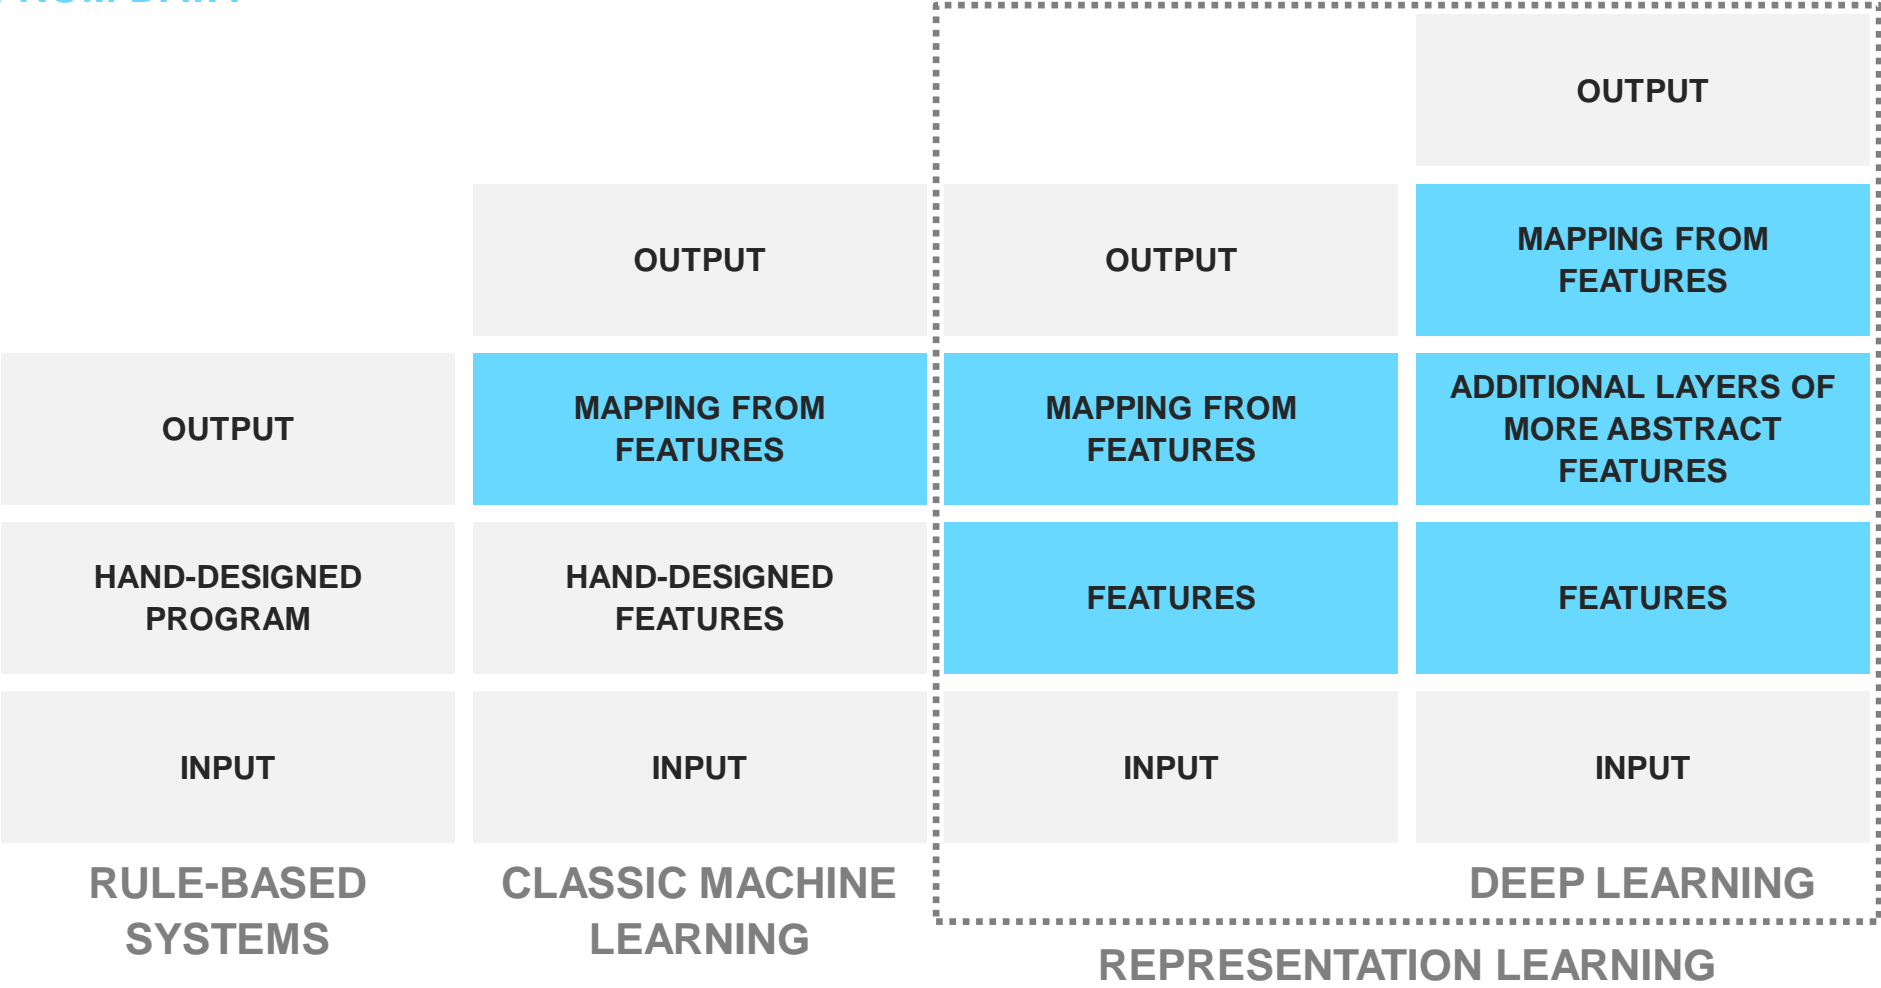 OUTPUT
OUTPUT
OUTPUT
MAPPING FROM
FEATURES
OUTPUT
MAPPING FROM
FEATURES
MAPPING FROM
FEATURES
ADDITIONAL LAYERS OF
MORE ABSTRACT
FEATURES
HAND-DESIGNED
PROGRAM
HAND-DESIGNED
FEATURES
FEATURES
FEATURES
INPUT
INPUT
INPUT
INPUT
RULE-BASED
SYSTEMS
CLASSIC MACHINE
LEARNING
DEEP LEARNING
REPRESENTATION LEARNING